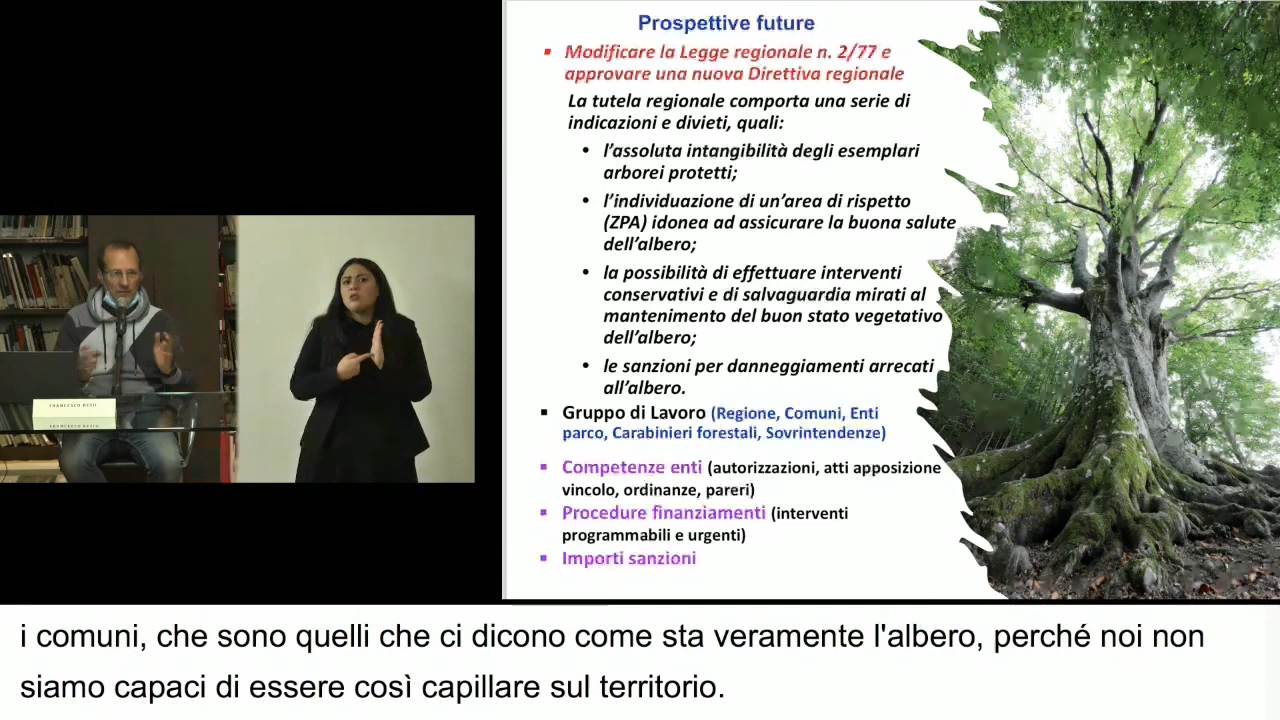 Prospettive future
▪ Modificare la Legge regionale n. 2/77 e
approvare una nuova Direttiva regionale
La tutela regionale comporta una serie di
indicazioni e divieti, quali:
• l’assoluta intangibilità degli esemplari
arborei protetti;
• l’individuazione di un’area di rispetto
(ZPA) idonea ad assicurare la buona salute
dell’albero;
• la possibilità di effettuare interventi
conservativi e di salvaguardia mirati al
mantenimento del buon stato vegetativo
dell’albero;
• le sanzioni per danneggiamenti arrecati
all’albero.
▪ Gruppo di Lavoro (Regione, Comuni, Enti
parco, Carabinieri forestali, Sovrintendenze)
▪ Competenze enti (autorizzazioni, atti apposizione
vincolo, ordinanze, pareri)
▪ Procedure finanziamenti (interventi
programmabili e urgenti)
▪ Importi sanzioni
FRANCESCO
i comuni, che sono quelli che ci dicono come sta veramente l'albero, perché noi non
siamo capaci di essere così capillare sul territorio.